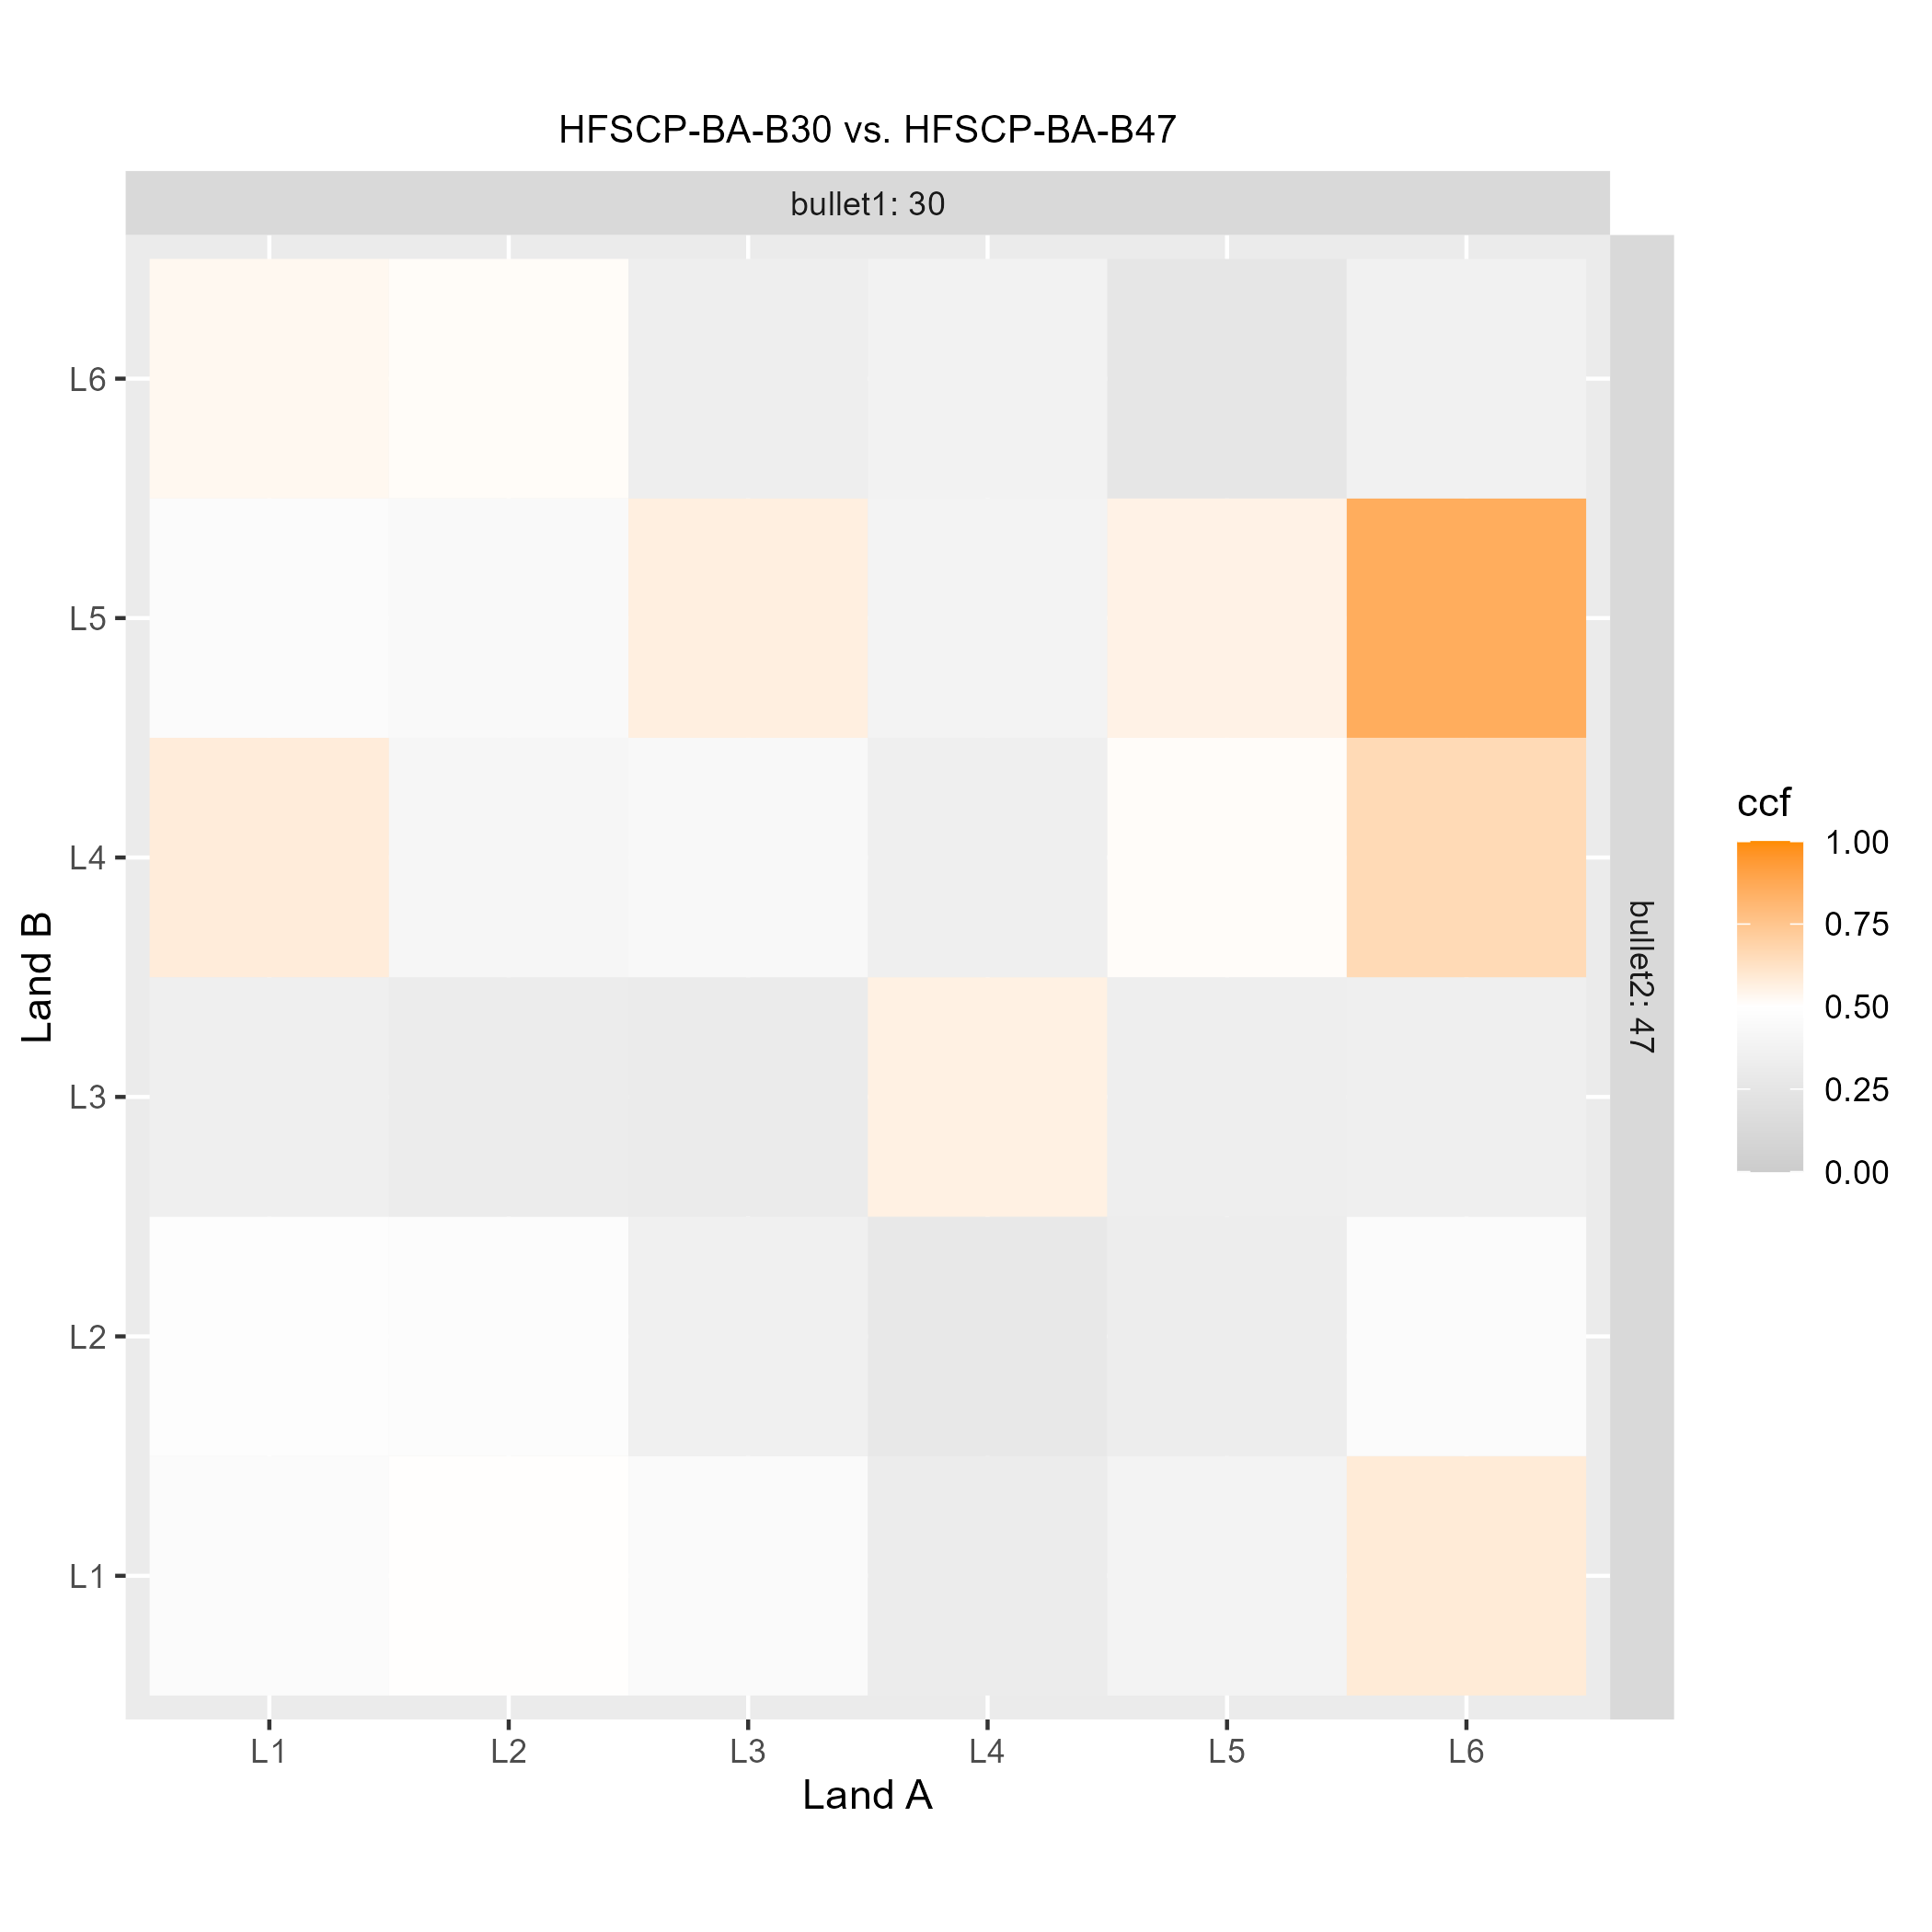 HFSCP-BA-B30 vs. HFSCP-BA-B47
bullet1: 30
bullet2: 47
Land B
L6
L5
L4
L3
L2
L1
L1 L2 L3 L4 L5 L6
Land A
ccf
1.00
0.75
0.50
0.25
0.00